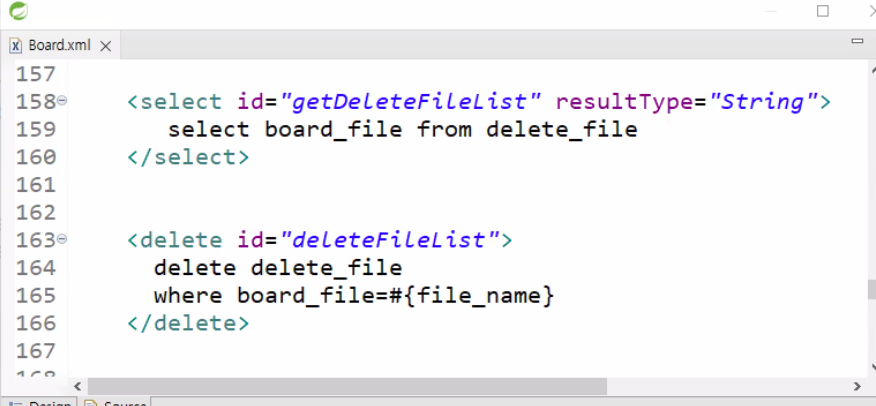 Board.xml
157
158 <select id="getDeleteFileList" resultType="String">
159 select board_file from delete_file
160 </select>
161
162
163 <delete id="deleteFileList">
164 delete delete_file
165 where board_file=#{file_name}
166 </delete>
167
168
Design Source